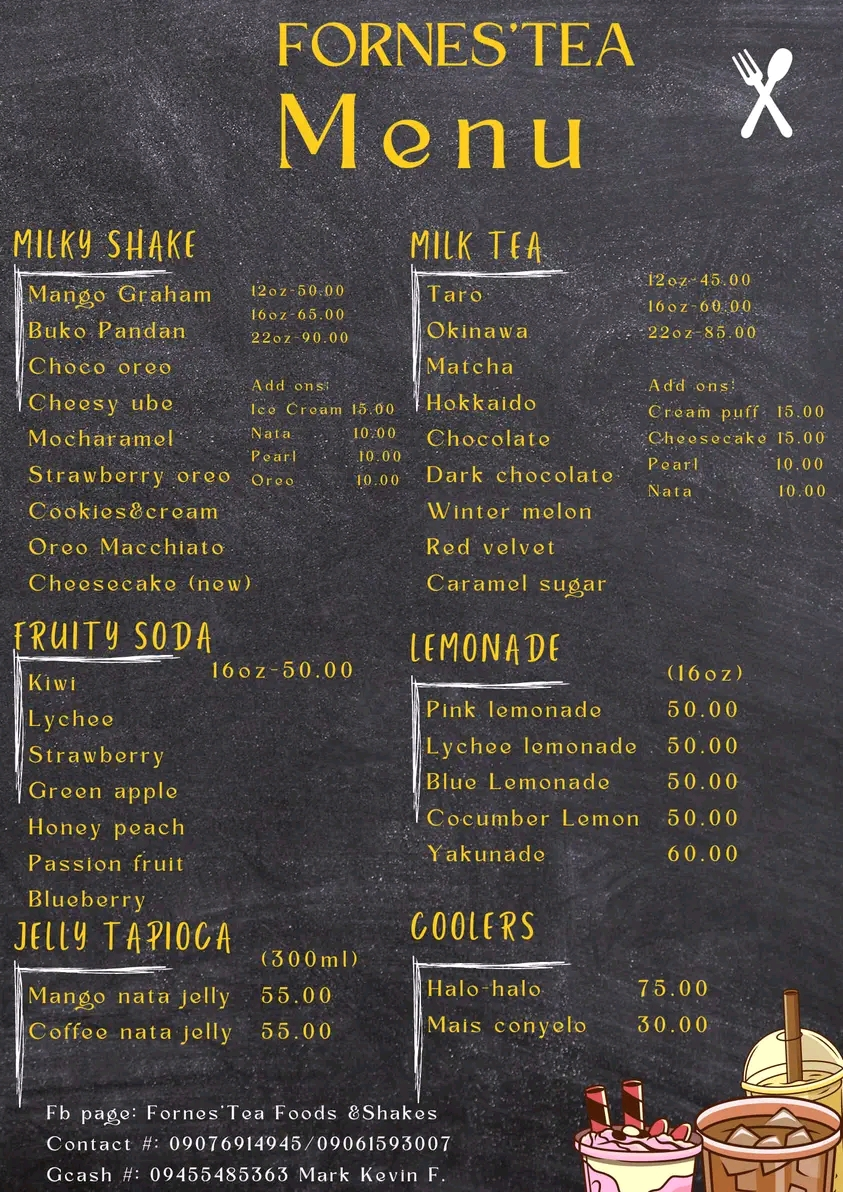 FORNES'TEA
Menu
MILKY SHAKE
Mango Graham
Buko Pandan
Choco oreo
Cheesy ube
Mocharamel
Strawberry oreo
Cookies&cream
Oreo Macchiato
Cheesecake (new)
12oz-50.00
16oz-65.00
22oz-90.00
Add ons:
Ice Cream 15.00
Nata 10:00
Pearl 10.00
Oreo 10.00
MILK TEA
Taro
Okinawa
Matcha
Hokkaido
Chocolate
Dark chocolate
Winter melon
Red velvet
Caramel sugar
12oz-45.00
16oz-60.00
22oz-85.00
Add ons:
Cream puff 15.00
Cheesecake 15.00
Pearl 10.00
Nata 10.00
FRUITY SODA
16oz-50.00
Kiwi
Lychee
Strawberry
Green apple
Honey peach
Passion fruit
Blueberry
LEMONADE
(16oz)
Pink lemonade 50.00
Lychee lemonade 50.00
Blue Lemonade 50.00
Cocumber Lemon 50.00
Yakunade 60.00
JELLY TAPIOCA
(300ml)
Mango nata jelly 55.00
Coffee nata jelly 55.00
COOLERS
Halo-halo 75.00
Mais conyelo 30.00
Fb page: Fornes'Tea Foods &Shakes
Contact #: 09076914945/09061593007
Gcash #: 09455485363 Mark Kevin F.